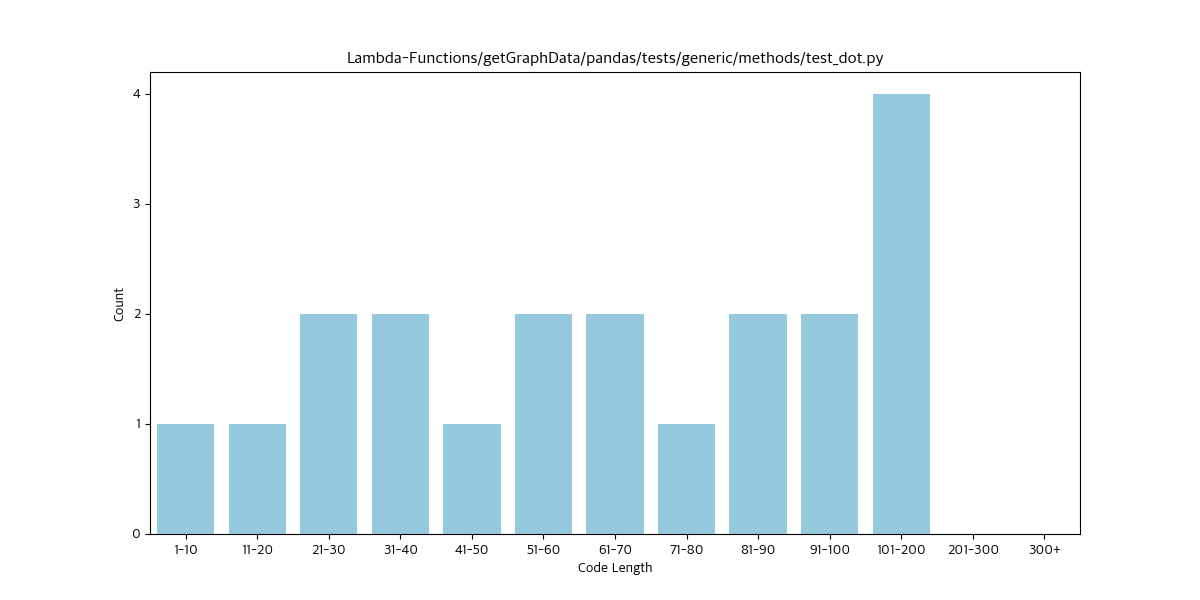 Lambda-Functions/getGraphData/pandas/tests/generic/methods/test_dot.py
4
3
2
1
0
Count
1-10 11-20 21-30 31-40 41-50 51-60 61-70 71-80 81-90 91-100 101-200 201-300 300+
Code Length